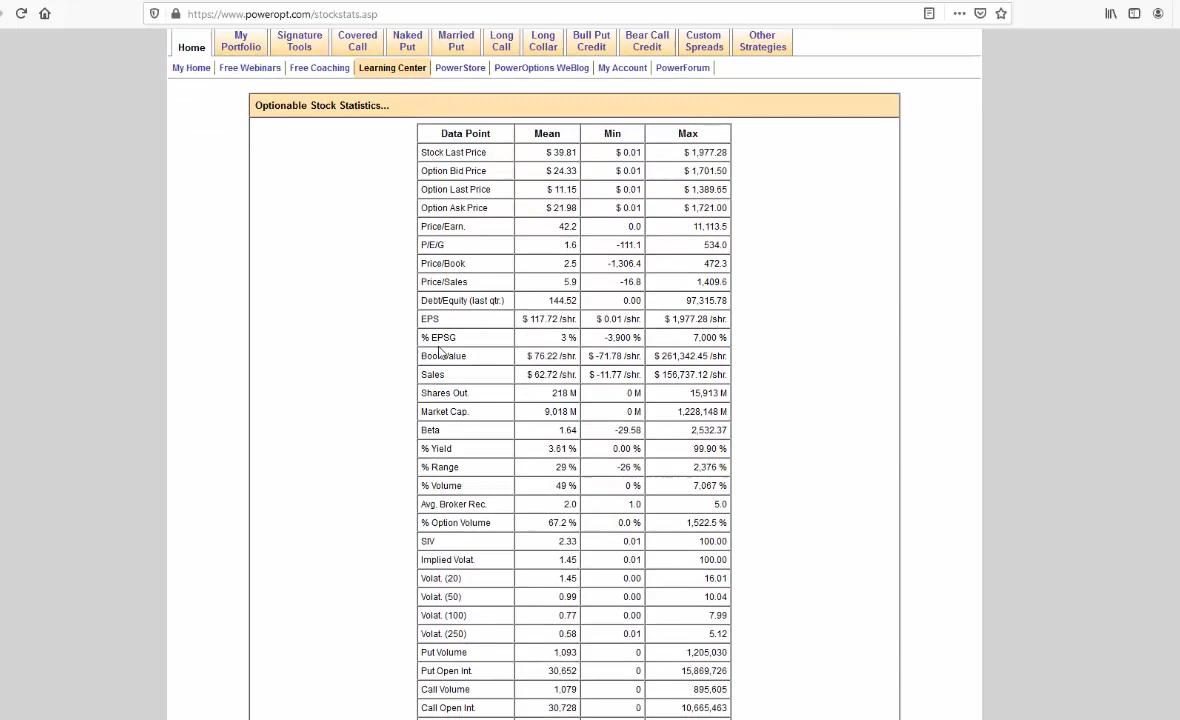 https://www.poweropt.com/stockstats.asp
Home My Portfolio Signature Tools Covered Call Naked Put Married Put Long Call Long Collar Bull Put Credit Bear Call Credit Custom Spreads Other Strategies
My Home Free Webinars Free Coaching Learning Center PowerStore PowerOptions WeBlog My Account PowerForum
Optionable Stock Statistics...
Data Point Mean Min Max
Stock Last Price $ 39.81 $ 0.01 $ 1,977.28
Option Bid Price $ 24.33 $ 0.01 $ 1,701.50
Option Last Price $ 11.15 $ 0.01 $ 1,389.65
Option Ask Price $ 21.98 $ 0.01 $ 1,721.00
Price/Earn. 42.2 0.0 11,113.5
P/E/G 1.6 -111.1 534.0
Price/Book 2.5 -1,306.4 472.3
Price/Sales 5.9 -16.8 1,409.6
Debt/Equity (last qtr.) 144.52 0.00 97,315.78
EPS $ 117.72 /shr. $ 0.01 /shr. $ 1,977.28 /shr.
% EPSG 3 % -3,900 % 7,000 %
Book Value $ 76.22 /shr. $ -71.78 /shr. $ 261,342.45 /shr.
Sales $ 62.72 /shr. $ -11.77 /shr. $ 156,737.12 /shr.
Shares Out. 218 M 0 M 15,913 M
Market Cap. 9,018 M 0 M 1,228,148 M
Beta 1.64 -29.58 2,532.37
% Yield 3.61 % 0.00 % 99.90 %
% Range 29 % -26 % 2,376 %
% Volume 49 % 0 % 7,067 %
Avg. Broker Rec. 2.0 1.0 5.0
% Option Volume 67.2 % 0.0 % 1,522.5 %
SIV 2.33 0.01 100.00
Implied Volat. 1.45 0.01 100.00
Volat. (20) 1.45 0.00 16.01
Volat. (50) 0.99 0.00 10.04
Volat. (100) 0.77 0.00 7.99
Volat. (250) 0.58 0.01 5.12
Put Volume 1,093 0 1,205,030
Put Open Int. 30,652 0 15,869,726
Call Volume 1,079 0 895,605
Call Open Int. 30,728 0 10,665,463